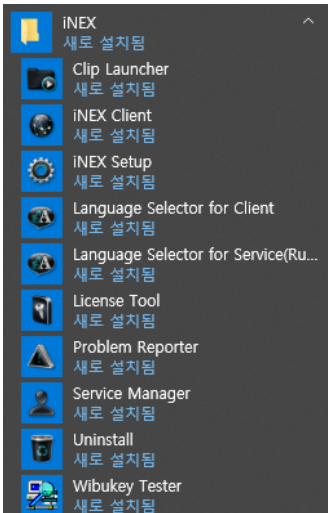 iNEX
새로 설치됨
Clip Launcher
새로 설치됨
iNEX Client
새로 설치됨
iNEX Setup
새로 설치됨
Language Selector for Client
새로 설치됨
Language Selector for Service(Ru...
새로 설치됨
License Tool
새로 설치됨
Problem Reporter
새로 설치됨
Service Manager
새로 설치됨
Uninstall
새로 설치됨
Wibukey Tester
새로 설치됨